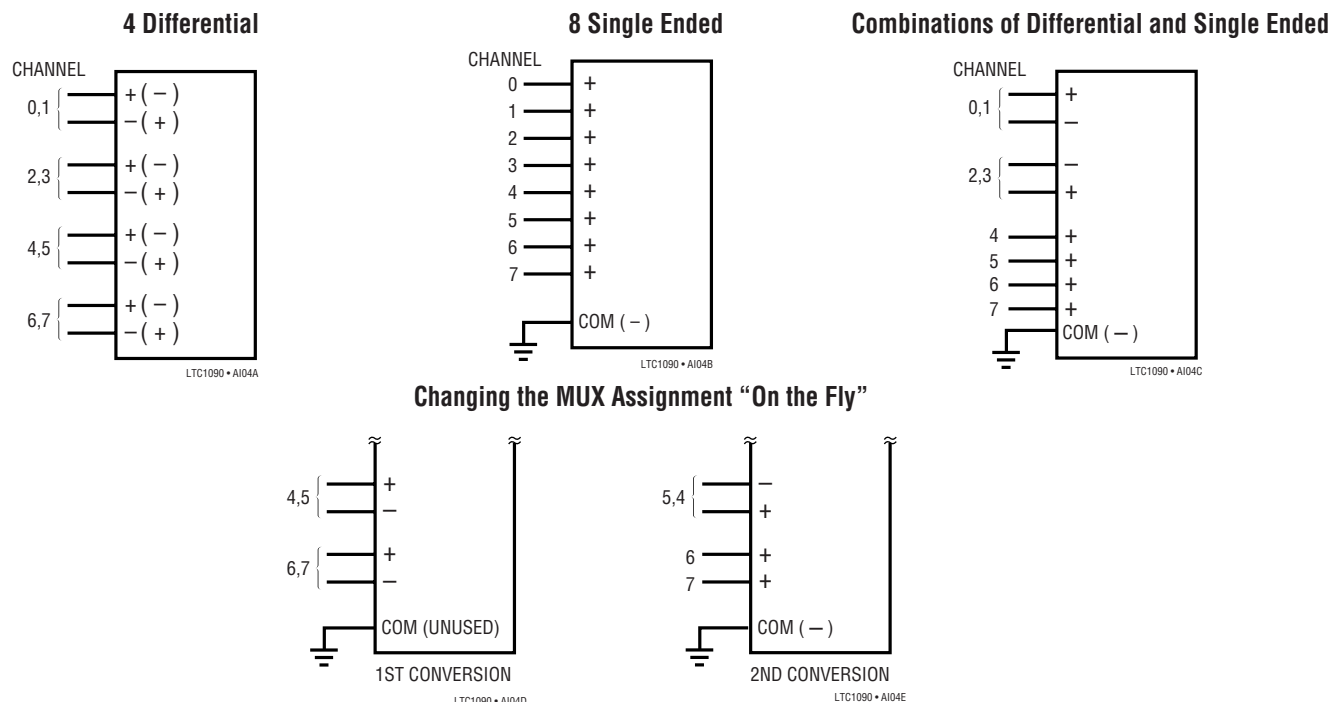 4 Differential
CHANNEL
0,1
+ ( − )
− ( + )
2,3
+ ( − )
− ( + )
4,5
+ ( − )
− ( + )
6,7
+ ( − )
− ( + )
LTC1090 • AI04A
8 Single Ended
CHANNEL
0 +
1 +
2 +
3 +
4 +
5 +
6 +
7 +
COM ( − )
LTC1090 • AI04B
Combinations of Differential and Single Ended
CHANNEL
0,1
+
−
2,3
−
+
4 +
5 +
6 +
7 +
COM ( − )
LTC1090 • AI04C
Changing the MUX Assignment “On the Fly”
4,5
+
−
6,7
+
−
COM (UNUSED)
1ST CONVERSION
LTC1090 • AI04D
5,4
−
+
6 +
7 +
COM ( − )
2ND CONVERSION
LTC1090 • AI04E